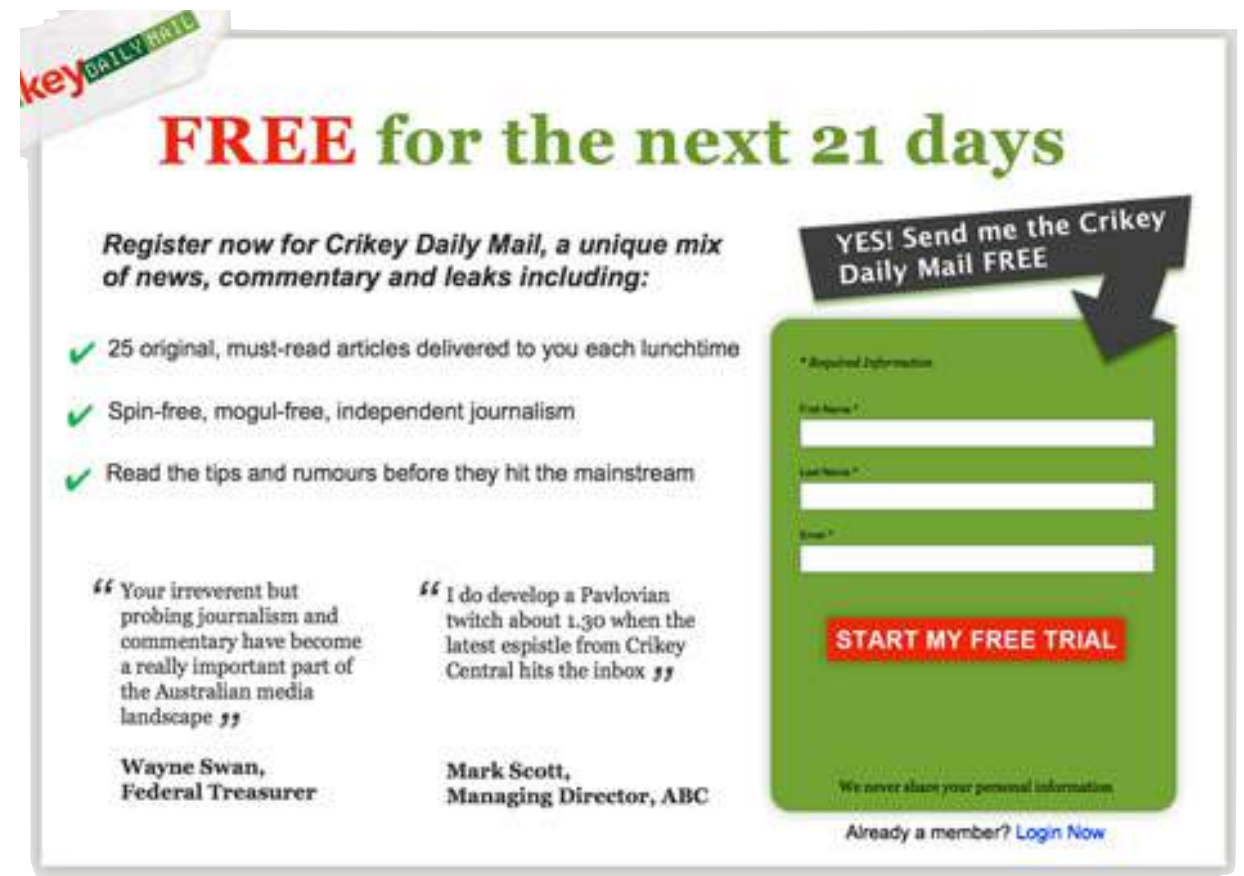 key DAILY MAIL
FREE for the next 21 days
Register now for Crikey Daily Mail, a unique mix
of news, commentary and leaks including:
✔ 25 original, must-read articles delivered to you each lunchtime
✔ Spin-free, mogul-free, independent journalism
✔ Read the tips and rumours before they hit the mainstream
“ Your irreverent but
probing journalism and
commentary have become
a really important part of
the Australian media
landscape ”
Wayne Swan,
Federal Treasurer
“ I do develop a Pavlovian
twitch about 1.30 when the
latest espistle from Crikey
Central hits the inbox ”
Mark Scott,
Managing Director, ABC
YES! Send me the Crikey
Daily Mail FREE
* Required Information
First Name *
Last Name *
Email *
START MY FREE TRIAL
We never share your personal information
Already a member? Login Now